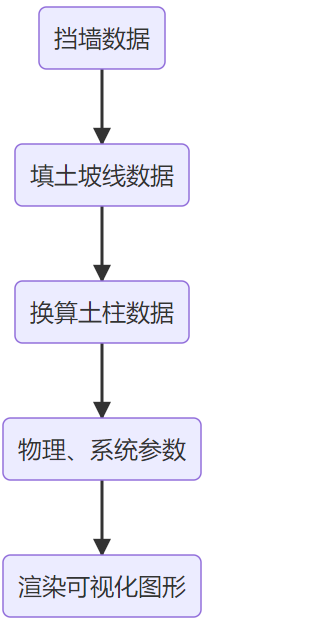 挡墙数据
填土坡线数据
换算土柱数据
物理、系统参数
渲染可视化图形